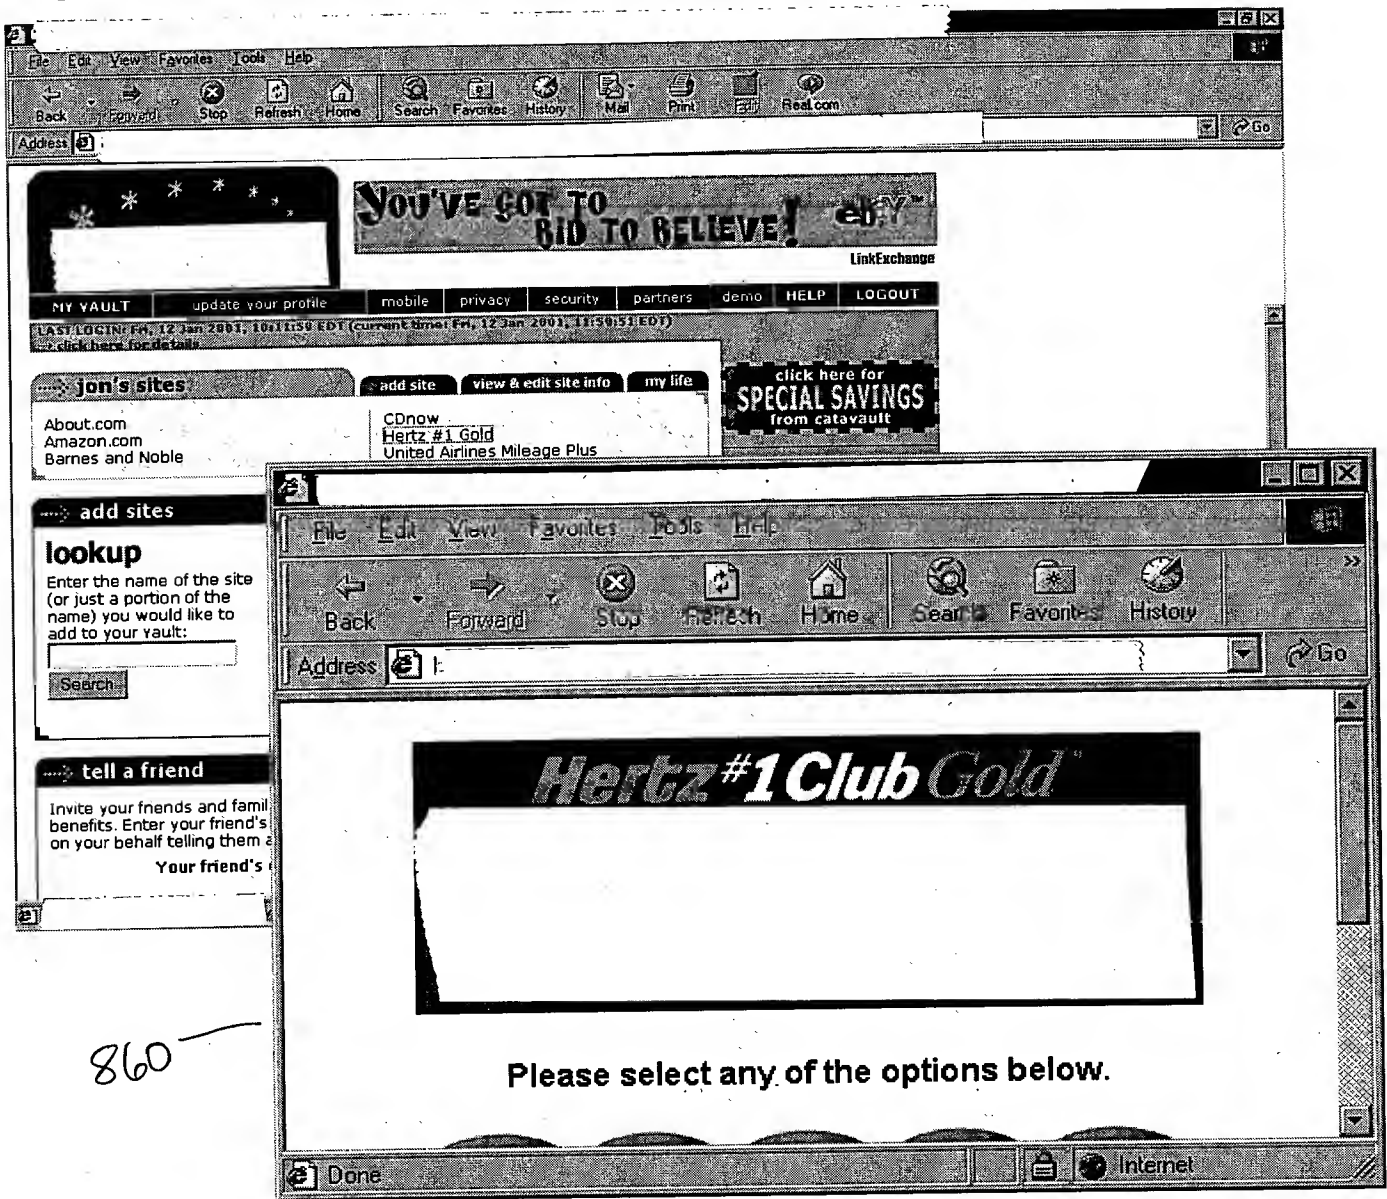 File Edit View Favorites Tools Help
Back Forward Stop Refresh Home Search Favorites History Mail Print Edit Real.com
Address Go
YOU'VE GOT TO
BID TO BELIEVE! ebay™
LinkExchange
MY VAULT update your profile mobile privacy security partners demo HELP LOGOUT
LAST LOGIN: Fri, 12 Jan 2001, 10:11:50 EDT (current time: Fri, 12 Jan 2001, 11:50:51 EDT)
click here for details
jon's sites add site view & edit site info my life
click here for
SPECIAL SAVINGS
from catavault
About.com CDnow
Amazon.com Hertz #1 Gold
Barnes and Noble United Airlines Mileage Plus
add sites
lookup
Enter the name of the site
(or just a portion of the
name) you would like to
add to your vault:
Search
tell a friend
Invite your friends and famil
benefits. Enter your friend's
on your behalf telling them a
Your friend's
File Edit View Favorites Tools Help
Back Forward Stop Refresh Home Search Favorites History
Address Go
Hertz #1 Club Gold
Please select any of the options below.
Done Internet
860